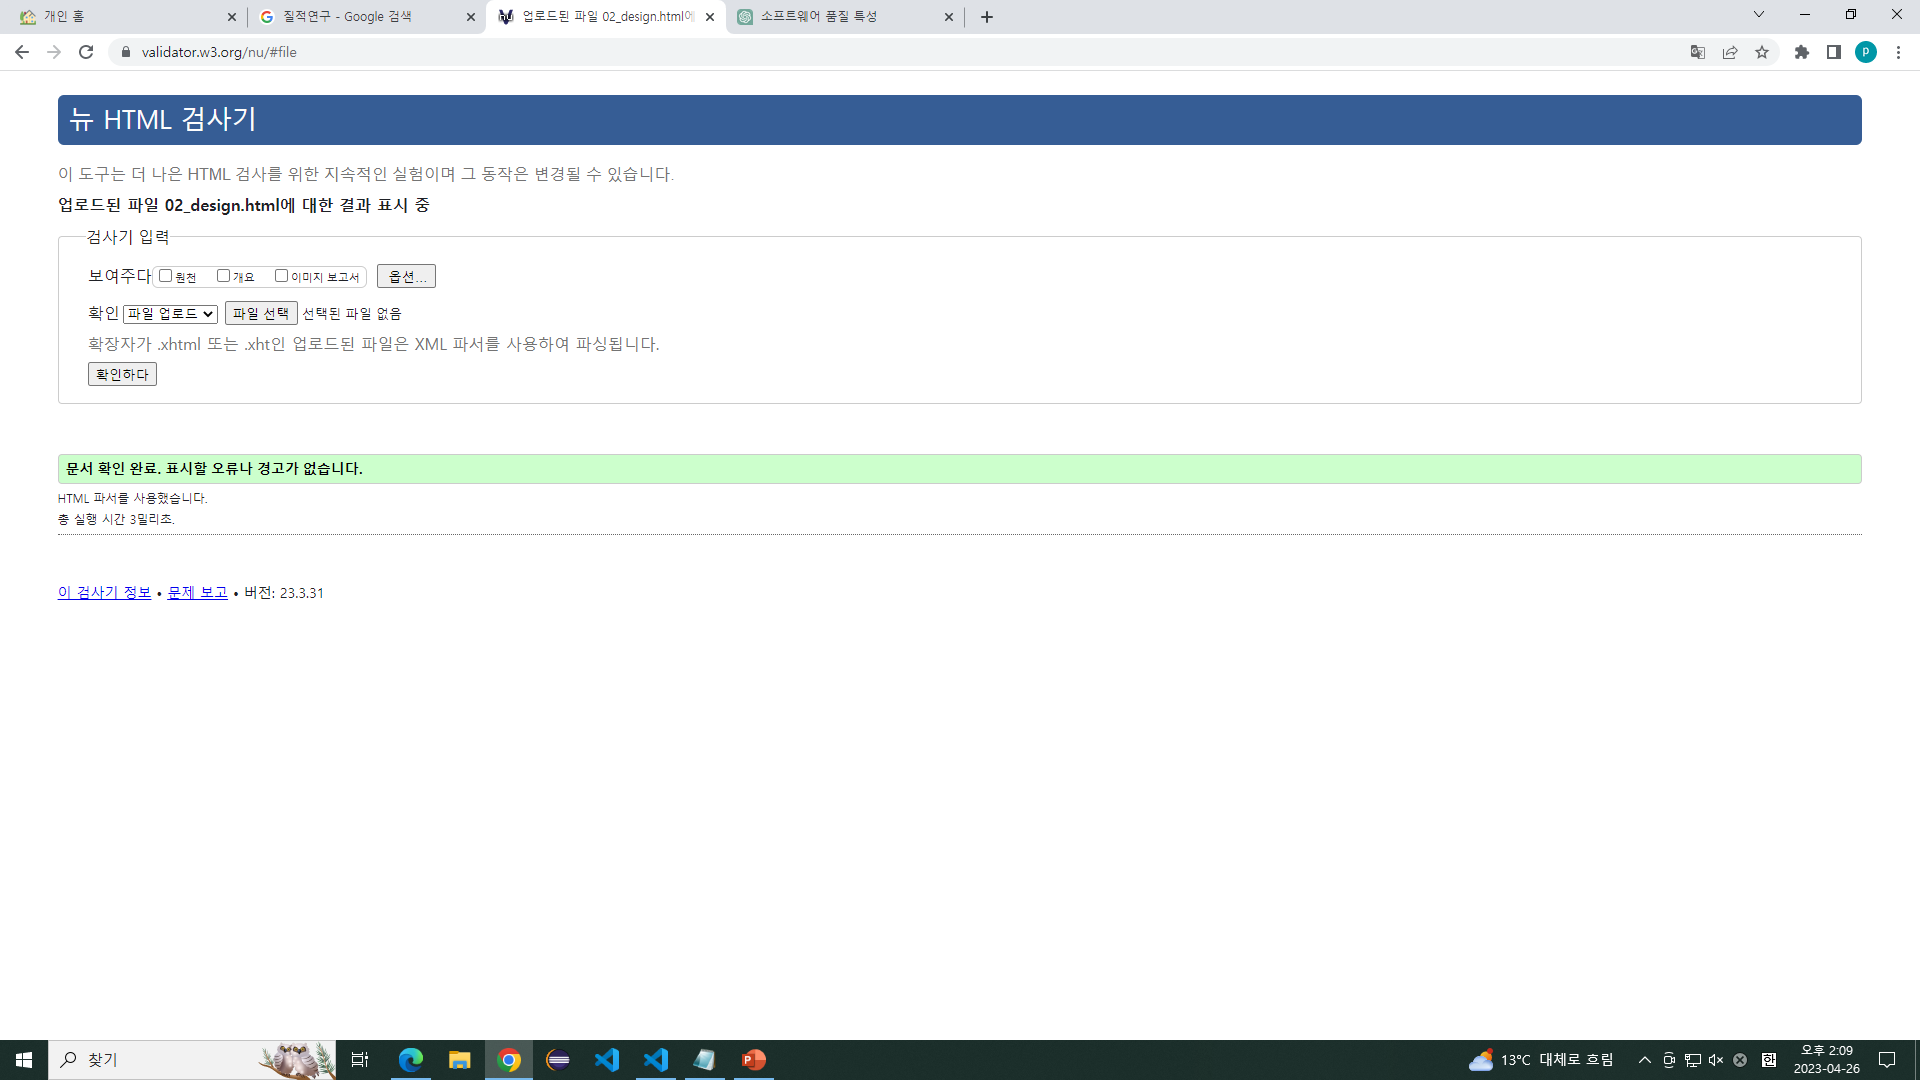 개인 홈
질적연구 - Google 검색
업로드된 파일 02_design.html에
소프트웨어 품질 특성
validator.w3.org/nu/#file
P
뉴 HTML 검사기
이 도구는 더 나은 HTML 검사를 위한 지속적인 실험이며 그 동작은 변경될 수 있습니다.
업로드된 파일 02_design.html에 대한 결과 표시 중
검사기 입력
보여주다 원천 개요 이미지 보고서 옵션...
확인 파일 업로드 파일 선택 선택된 파일 없음
확장자가 .xhtml 또는 .xht인 업로드된 파일은 XML 파서를 사용하여 파싱됩니다.
확인하다
문서 확인 완료. 표시할 오류나 경고가 없습니다.
HTML 파서를 사용했습니다.
총 실행 시간 3밀리초.
이 검사기 정보 • 문제 보고 • 버전: 23.3.31
찾기
13°C 대체로 흐림
한
오후 2:09
2023-04-26